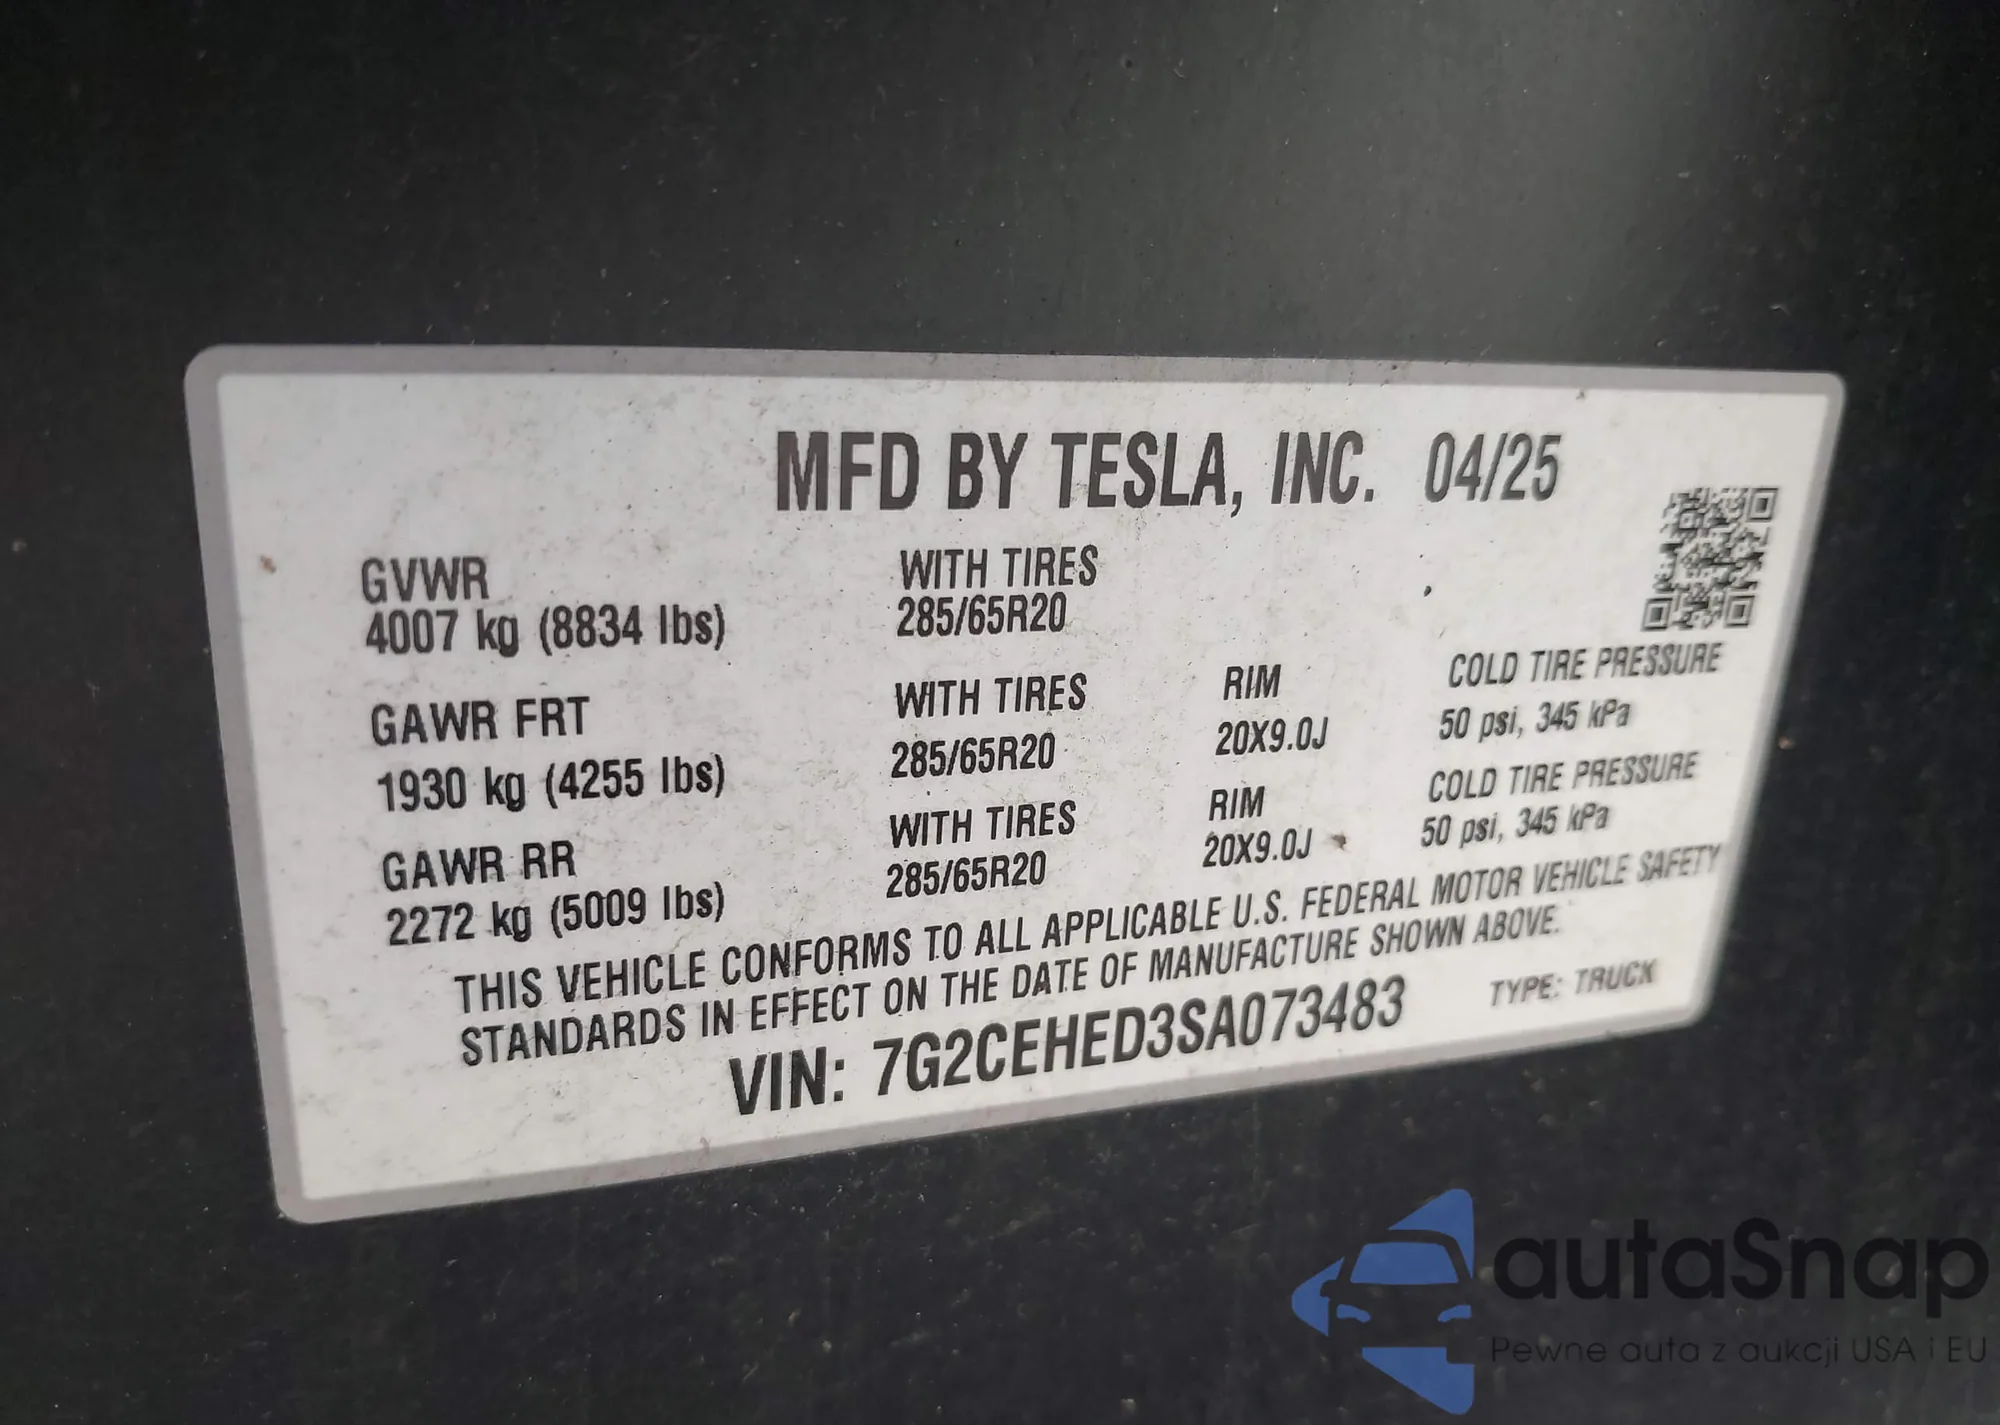 MFD BY TESLA, INC. 04/25
GVWR
4007 kg (8834 lbs)
WITH TIRES
285/65R20
GAWR FRT
1930 kg (4255 lbs)
WITH TIRES
285/65R20
RIM
20X9.0J
COLD TIRE PRESSURE
50 psi, 345 kPa
GAWR RR
2272 kg (5009 lbs)
WITH TIRES
285/65R20
RIM
20X9.0J
COLD TIRE PRESSURE
50 psi, 345 kPa
THIS VEHICLE CONFORMS TO ALL APPLICABLE U.S. FEDERAL MOTOR VEHICLE SAFETY
STANDARDS IN EFFECT ON THE DATE OF MANUFACTURE SHOWN ABOVE.
VIN: 7G2CEHED3SA073483
TYPE: TRUCK
autaSnap
Pewne auta z aukcji USA i EU